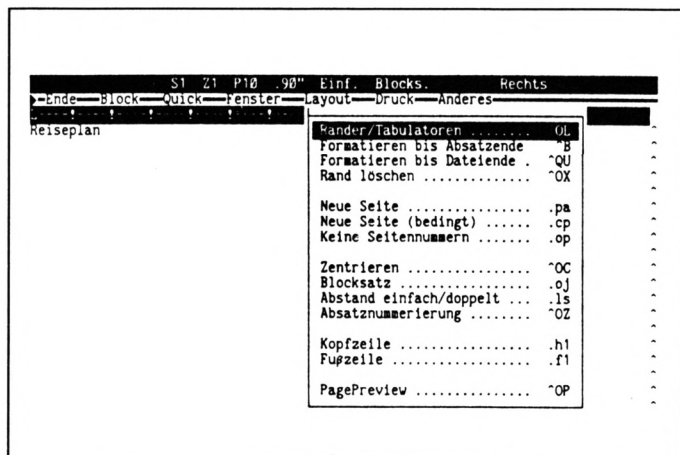 S1 Z1 P10 .90" Einf. Blocks. Rechts
Ende Block Quick Fenster Layout Druck Anderes
Reiseplan
Rander/Tabulatoren ........ OL
Formatieren bis Absatzende ^B
Formatieren bis Dateiende . ^QU
Rand löschen .............. ^OX
Neue Seite ................ .pa
Neue Seite (bedingt) ...... .cp
Keine Seitennummern ....... .op
Zentrieren ................ ^OC
Blocksatz ................. .oj
Abstand einfach/doppelt ... .ls
Absatznummerierung ........ ^OZ
Kopfzeile ................. .h1
Fußzeile .................. .f1
PagePreview ............... ^OP